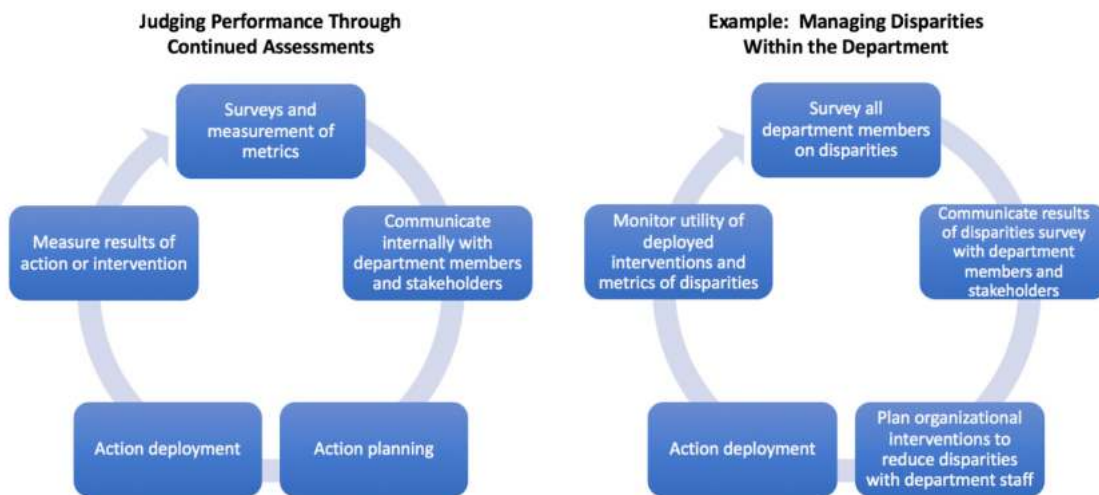 Judging Performance Through
Continued Assessments
Surveys and
measurement of
metrics
Communicate
internally with
department members
and stakeholders
Action planning
Action deployment
Measure results of
action or intervention
Example:  Managing Disparities
Within the Department
Survey all
department members
on disparities
Communicate results
of disparities survey
with department
members and
stakeholders
Plan organizational
interventions to
reduce disparities
with department staff
Action deployment
Monitor utility of
deployed
interventions and
metrics of disparities